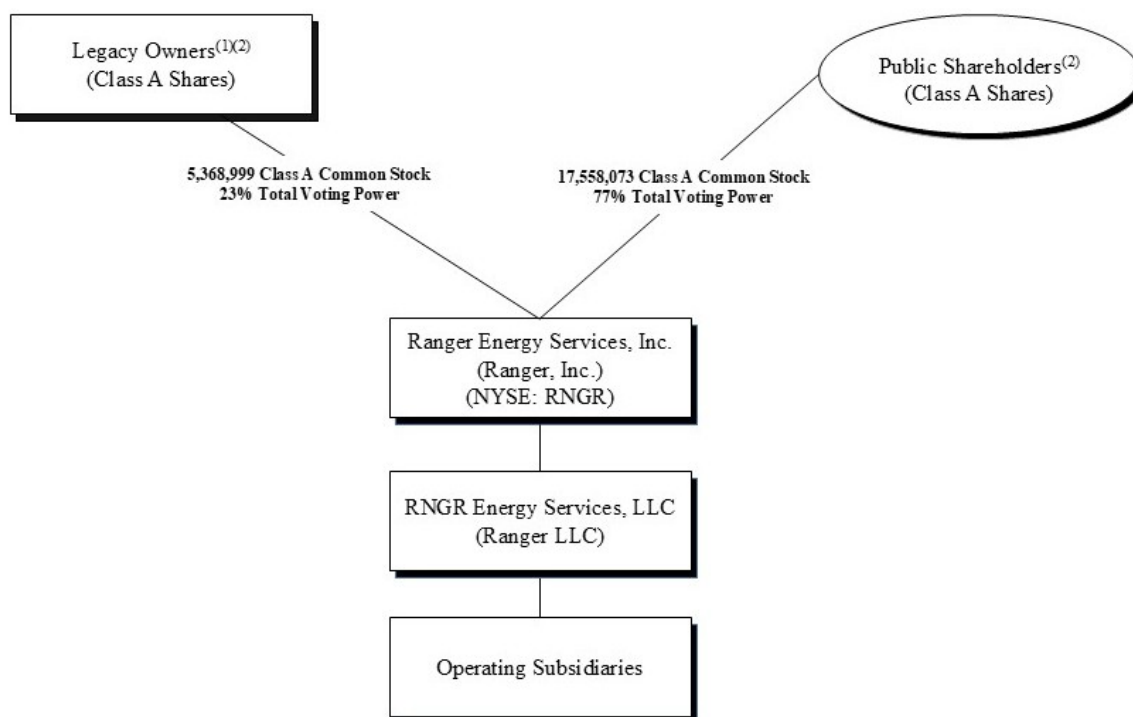 Legacy Owners(1)(2)
(Class A Shares)
Public Shareholders(2)
(Class A Shares)
5,368,999 Class A Common Stock
23% Total Voting Power
17,558,073 Class A Common Stock
77% Total Voting Power
Ranger Energy Services, Inc.
(Ranger, Inc.)
(NYSE: RNGR)
RNGR Energy Services, LLC
(Ranger LLC)
Operating Subsidiaries